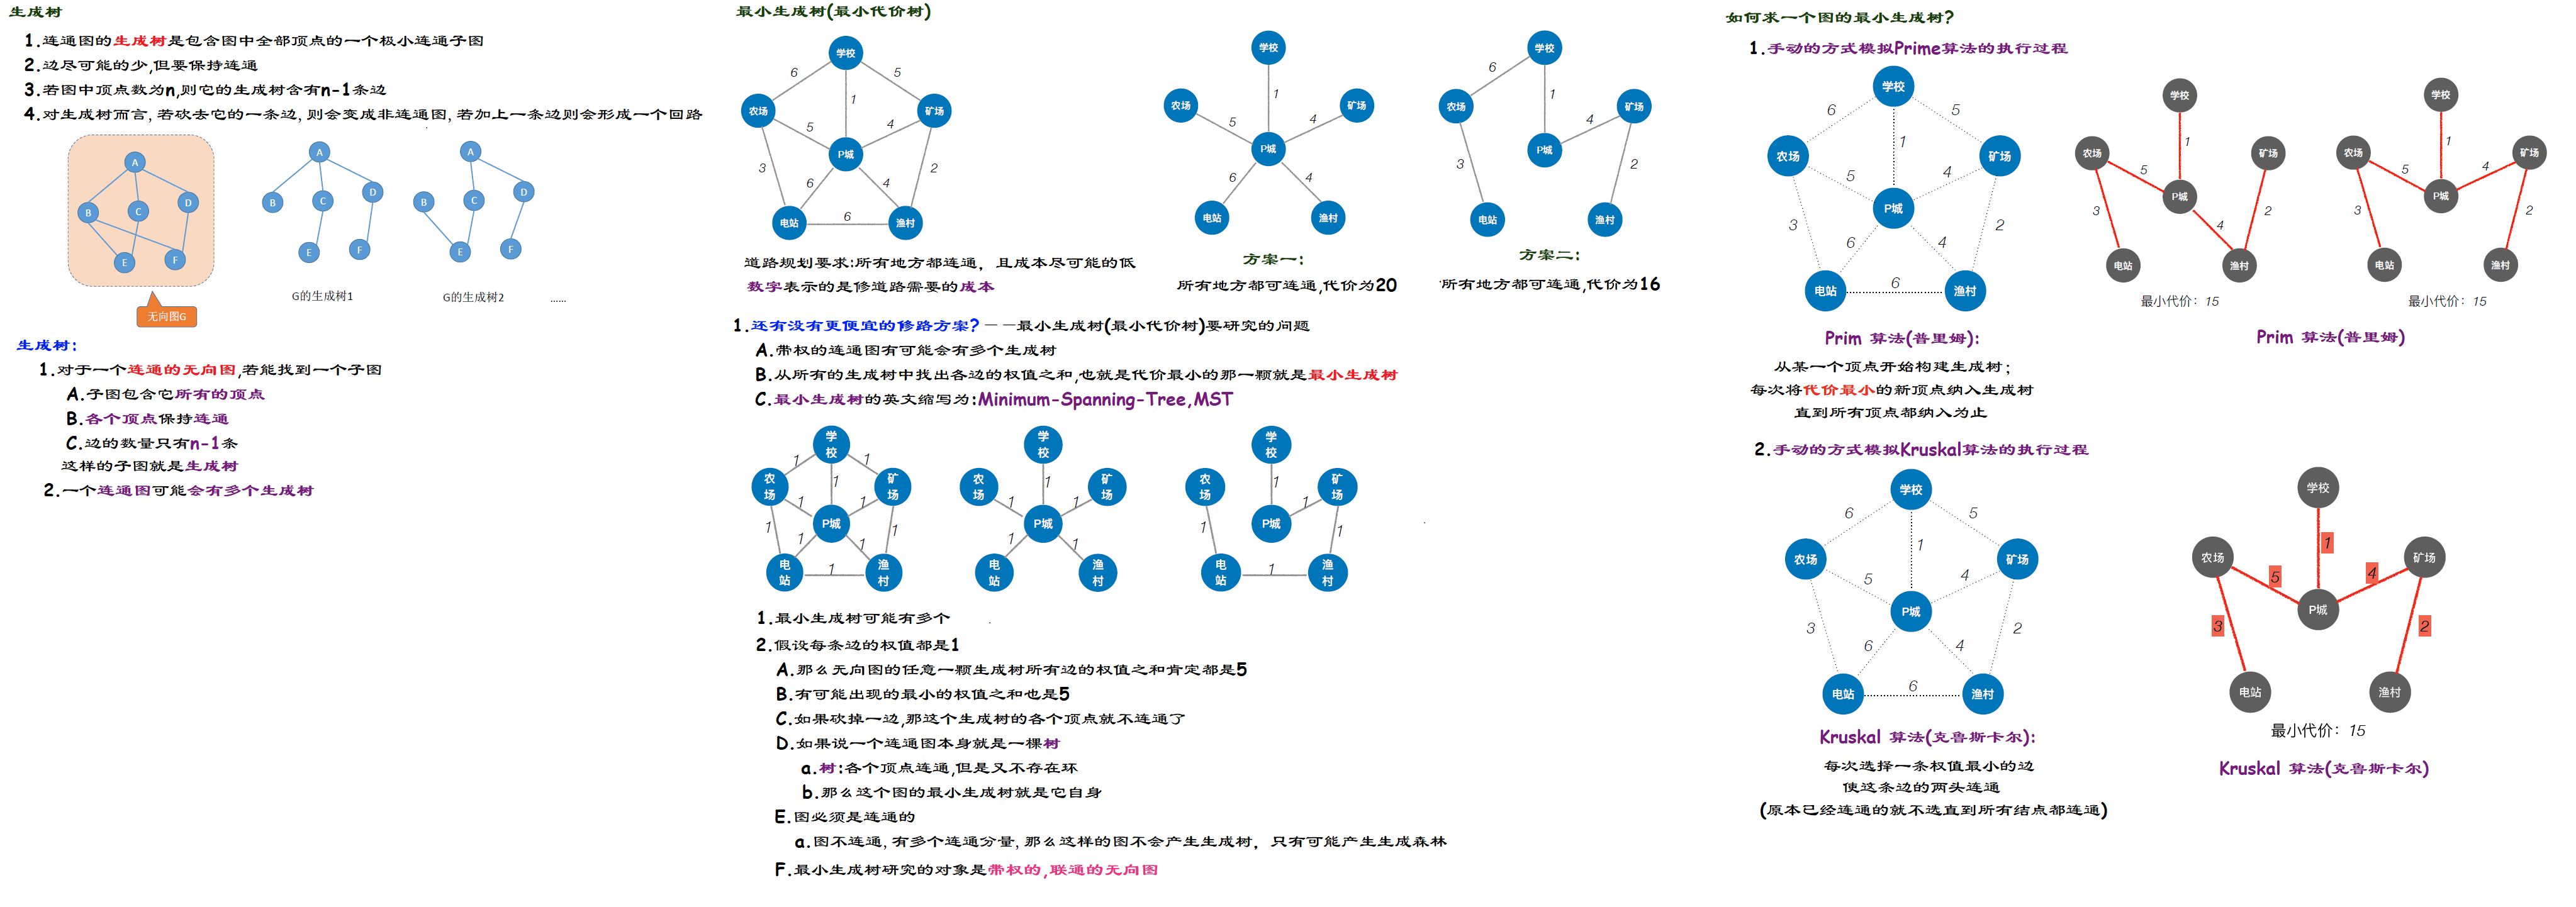 生成树
1.连通图的生成树是包含图中全部顶点的一个极小连通子图
2.边尽可能的少,但要保持连通
3.若图中顶点数为n,则它的生成树含有n-1条边
4.对生成树而言,若砍去它的一条边,则会变成非连通图,若加上一条边则会形成一个回路
A
B
C
D
E
F
无向图G
A
B
C
D
E
F
G的生成树1
A
B
C
D
E
F
G的生成树2
......
生成树:
1.对于一个连通的无向图,若能找到一个子图
A.子图包含它所有的顶点
B.各个顶点保持连通
C.边的数量只有n-1条
这样的子图就是生成树
2.一个连通图可能会有多个生成树
最小生成树(最小代价树)
学校
6
5
农场
1
矿场
5
4
P城
3
6
4
2
电站
6
渔村
道路规划要求:所有地方都连通，且成本尽可能的低
数字表示的是修道路需要的成本
学校
农场
1
矿场
5
4
P城
6
4
电站
渔村
方案一:
所有地方都可连通,代价为20
学校
6
农场
1
矿场
4
P城
3
2
电站
渔村
方案二:
所有地方都可连通,代价为16
1.还有没有更便宜的修路方案?——最小生成树(最小代价树)要研究的问题
A.带权的连通图有可能会有多个生成树
B.从所有的生成树中找出各边的权值之和,也就是代价最小的那一颗就是最小生成树
C.最小生成树的英文缩写为:Minimum-Spanning-Tree,MST
学校
1
1
农场
1
矿场
1
1
P城
1
1
1
1
电站
1
渔村
学校
农场
1
矿场
1
1
P城
1
1
电站
渔村
学校
农场
1
矿场
1
P城
1
1
电站
1
渔村
1.最小生成树可能有多个
2.假设每条边的权值都是1
A.那么无向图的任意一颗生成树所有边的权值之和肯定都是5
B.有可能出现的最小的权值之和也是5
C.如果砍掉一边,那这个生成树的各个顶点就不连通了
D.如果说一个连通图本身就是一棵树
a.树:各个顶点连通,但是又不存在环
b.那么这个图的最小生成树就是它自身
E.图必须是连通的
a.图不连通,有多个连通分量,那么这样的图不会产生生成树，只有可能产生生成森林
F.最小生成树研究的对象是带权的,联通的无向图
如何求一个图的最小生成树?
1.手动的方式模拟Prime算法的执行过程
学校
6
5
农场
1
矿场
5
4
P城
3
6
4
2
电站
6
渔村
Prim 算法(普里姆):
从某一个顶点开始构建生成树;
每次将代价最小的新顶点纳入生成树
直到所有顶点都纳入为止
学校
农场
1
矿场
5
P城
3
4
2
电站
渔村
最小代价：15
学校
农场
1
矿场
5
4
P城
3
2
电站
渔村
最小代价：15
Prim 算法(普里姆)
2.手动的方式模拟Kruskal算法的执行过程
学校
6
5
农场
1
矿场
5
4
P城
3
6
4
2
电站
6
渔村
Kruskal 算法(克鲁斯卡尔):
每次选择一条权值最小的边
使这条边的两头连通
(原本已经连通的就不选直到所有结点都连通)
学校
农场
1
矿场
5
4
P城
3
2
电站
渔村
最小代价：15
Kruskal 算法(克鲁斯卡尔)